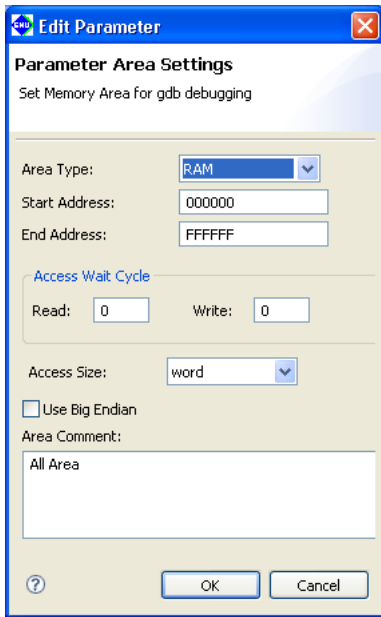 GNU Edit Parameter
Parameter Area Settings
Set Memory Area for gdb debugging
Area Type: RAM
Start Address: 000000
End Address: FFFFFF
Access Wait Cycle
Read: 0 Write: 0
Access Size: word
Use Big Endian
Area Comment:
All Area
? OK Cancel